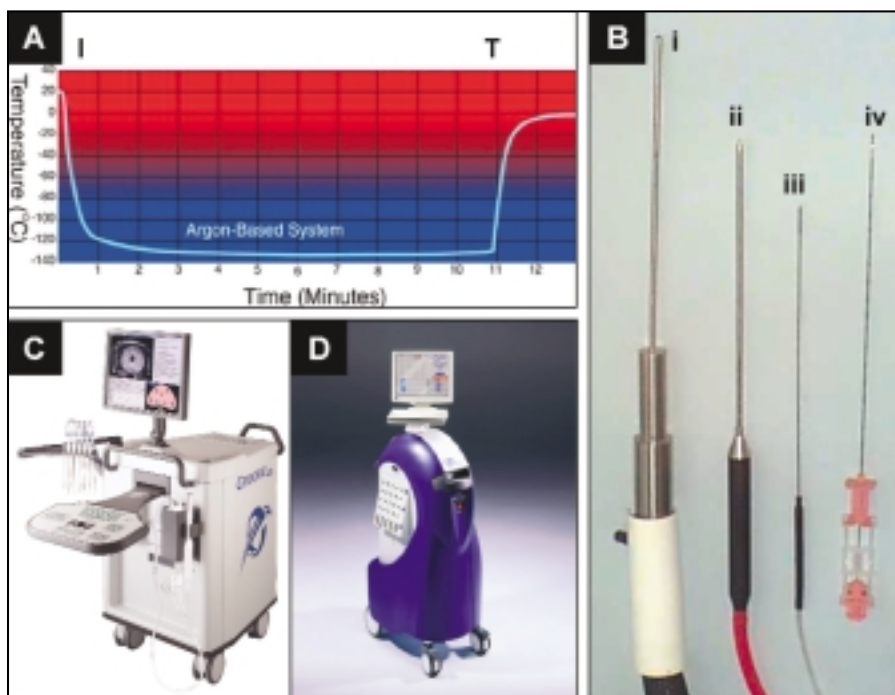 A
I
T
Temperature (°C)
40
20
0
-20
-40
-60
-80
-100
-120
-140
Argon-Based System
1 2 3 4 5 6 7 8 9 10 11 12
Time (Minutes)
B
i
ii
iii
iv
C
D